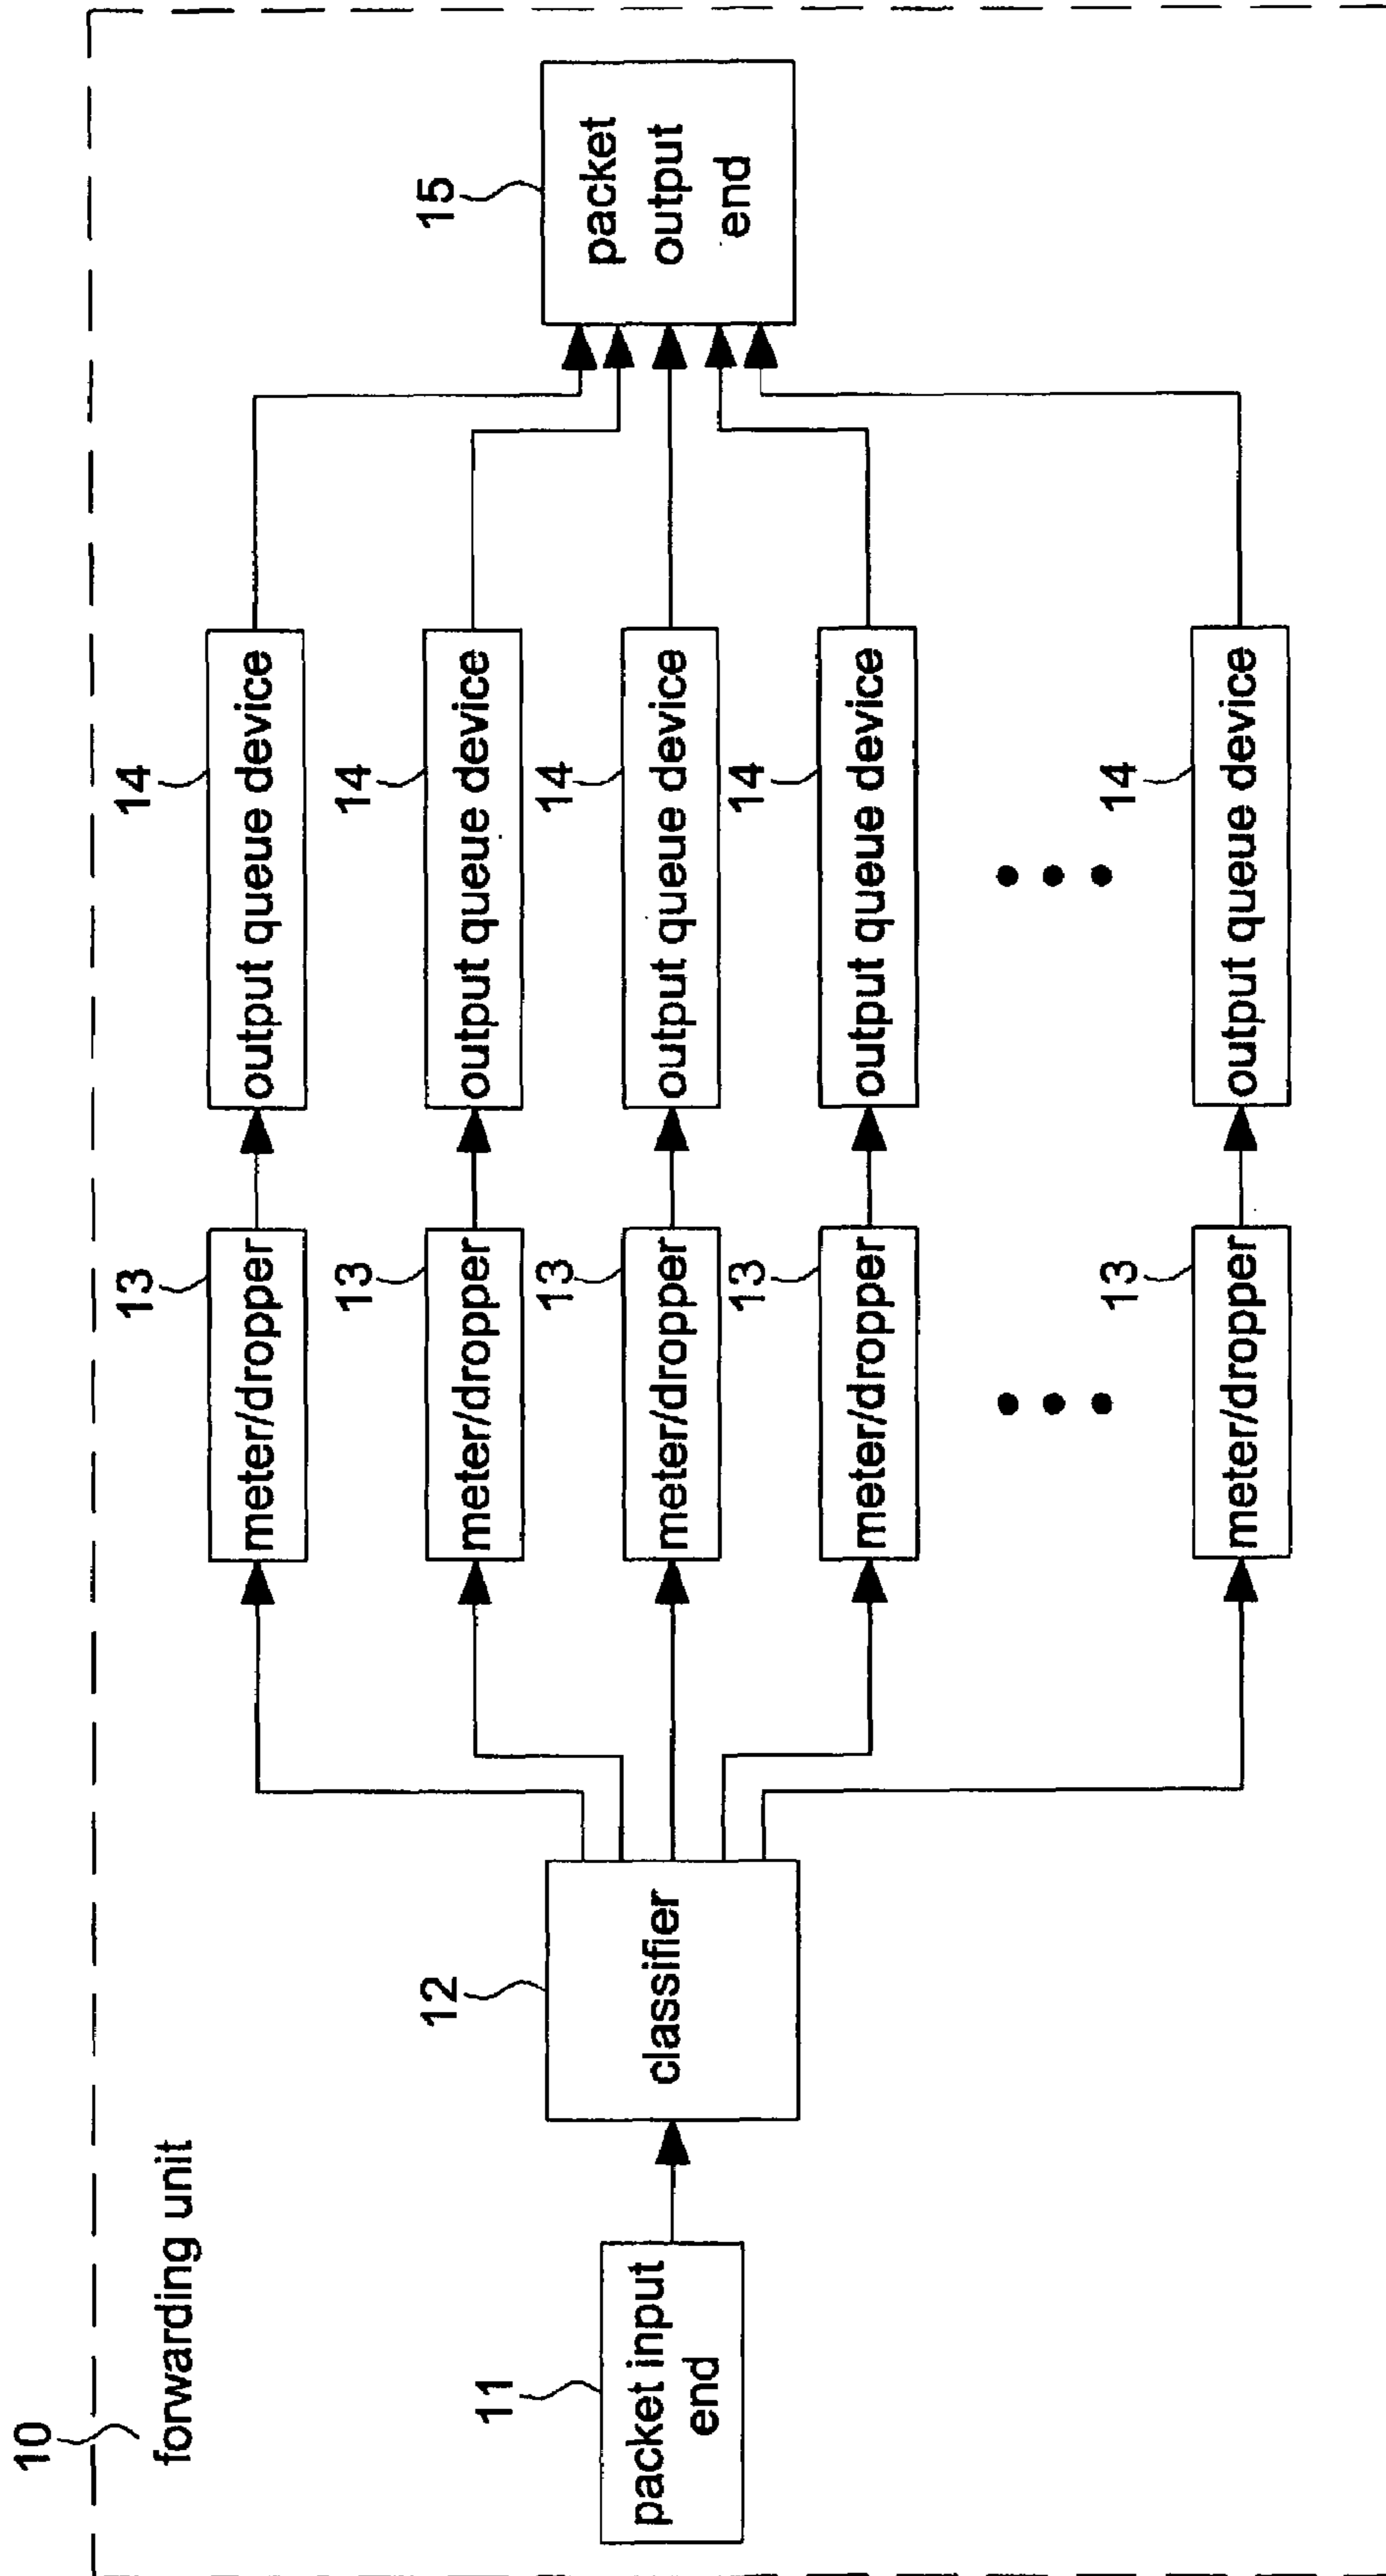 10
forwarding unit
11
packet input
end
12
classifier
13
meter/dropper
14
output queue device
13
meter/dropper
14
output queue device
13
meter/dropper
14
output queue device
13
meter/dropper
14
output queue device
13
meter/dropper
14
output queue device
15
packet
output
end